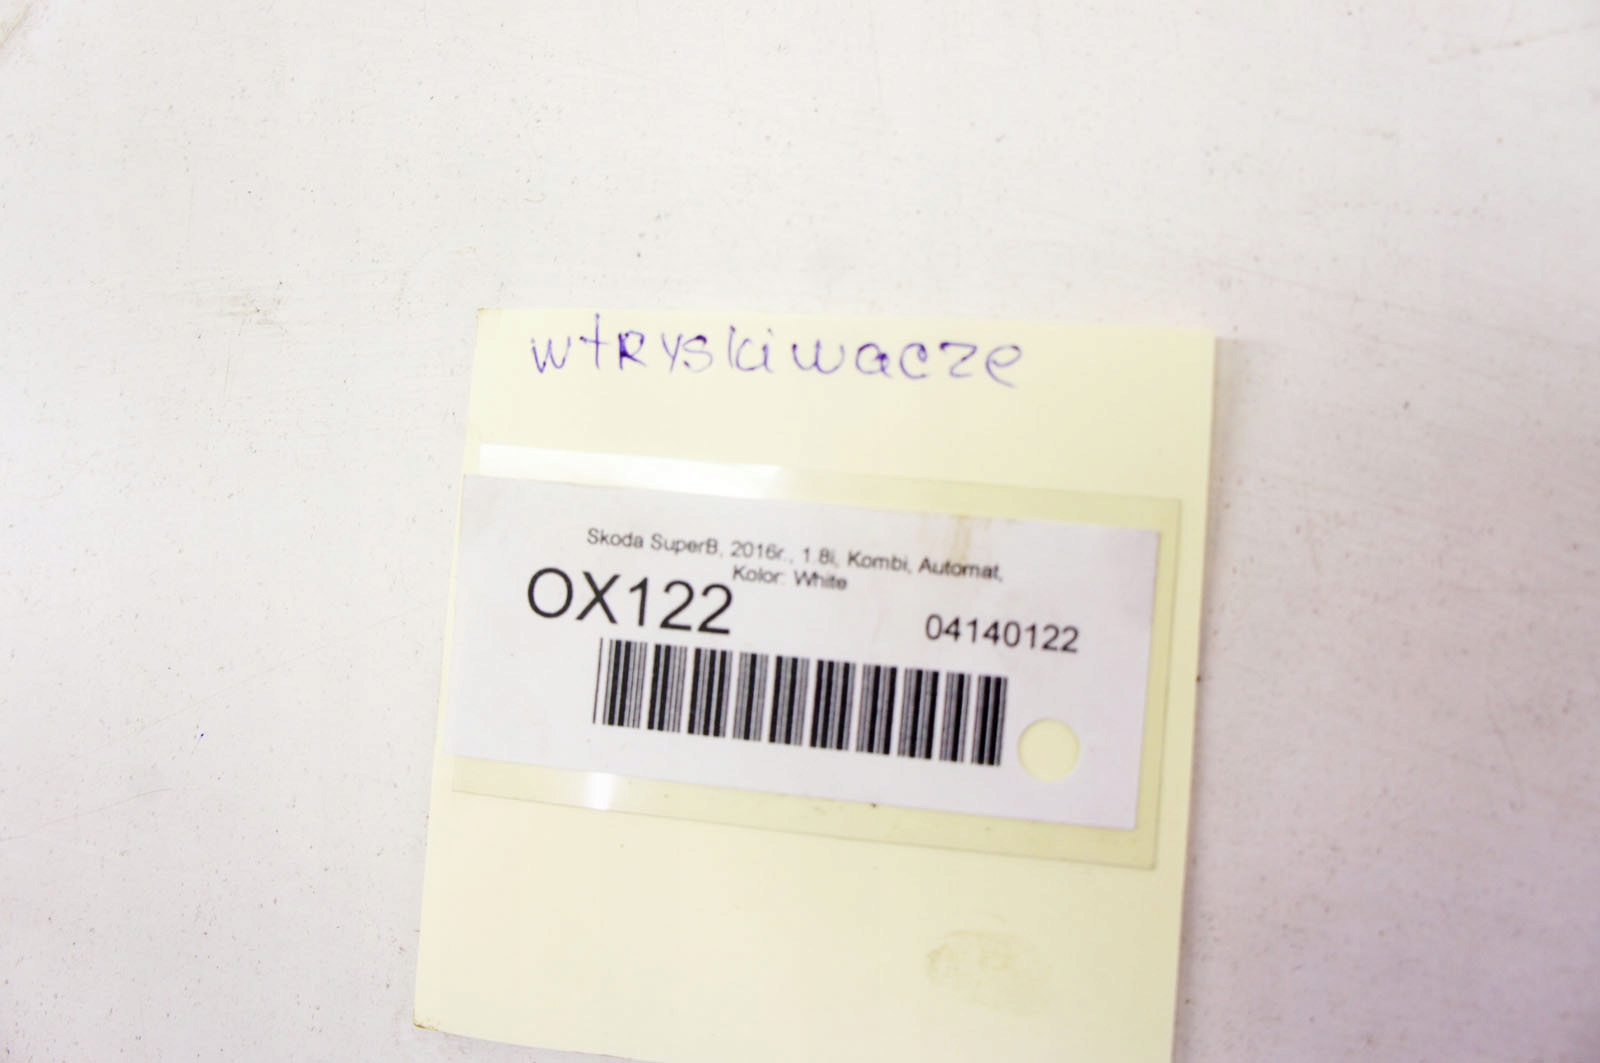 wtryskiwacze
Skoda SuperB, 2016r., 1.8i, Kombi, Automat,
Kolor: White
OX122
04140122